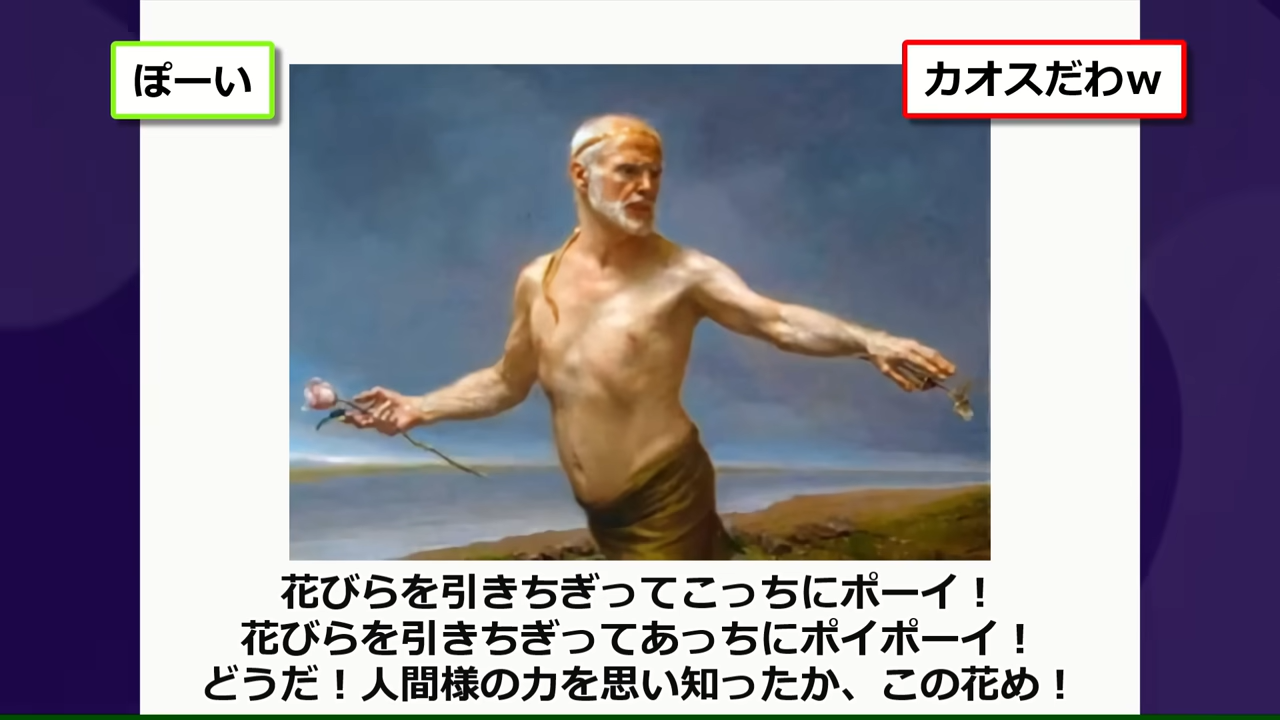 ぽーい
カオスだわw
花びらを引きちぎってこっちにポーイ！
花びらを引きちぎってあっちにポイポーイ！
どうだ！人間様の力を思い知ったか、この花め！